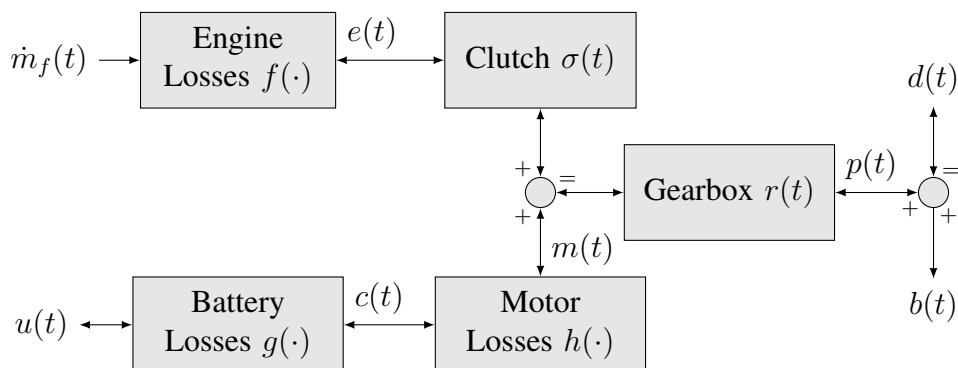 ṁ_f(t)
Engine
Losses f(·)
e(t)
Clutch σ(t)
d(t)
+
=
Gearbox r(t)
p(t)
=
+
+
+
m(t)
u(t)
Battery
Losses g(·)
c(t)
Motor
Losses h(·)
b(t)